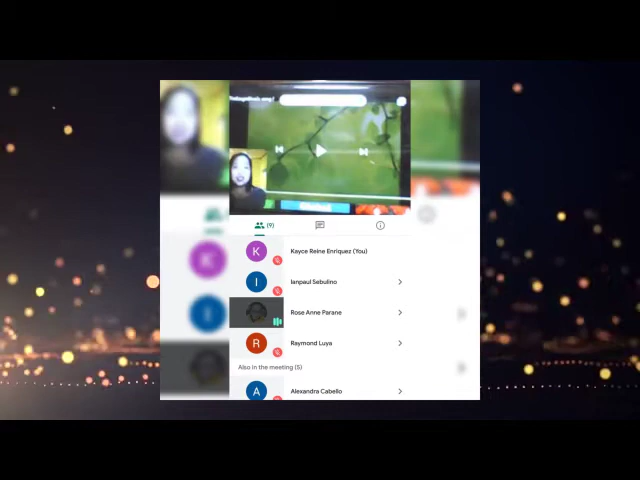 (9)
K
Kayce Reine Enriquez (You)
I
Ianpaul Sebulino
Rose Anne Parane
R
Raymond Luya
Also in the meeting (5)
A
Alexandra Cabello